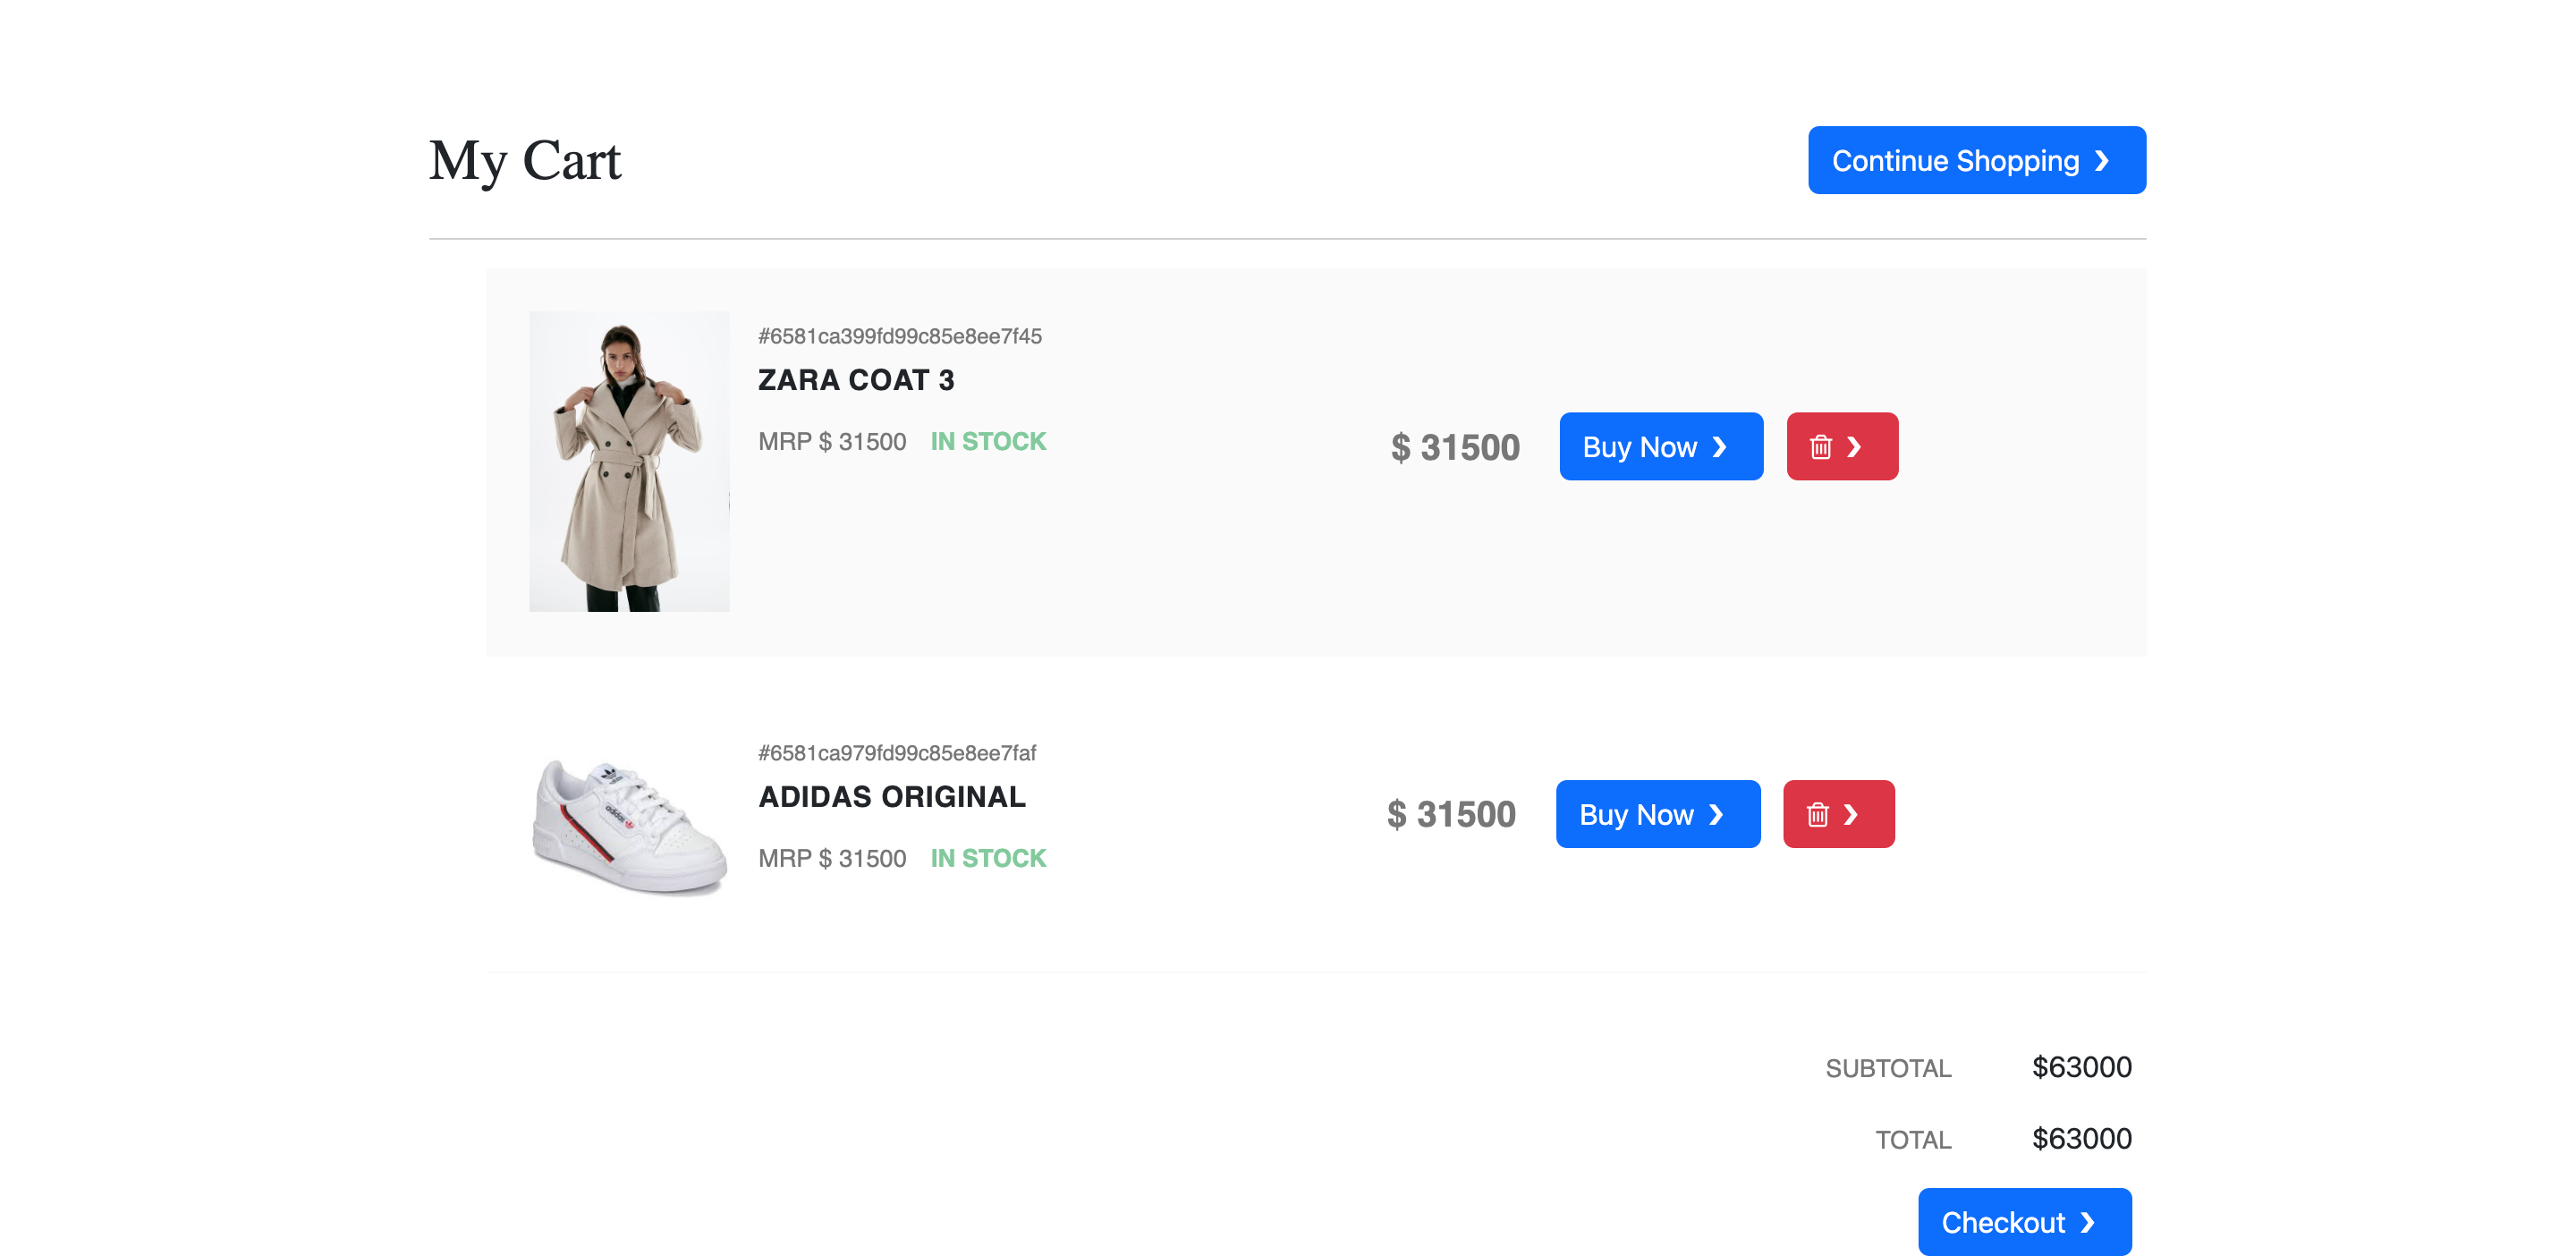 My Cart
Continue Shopping ❯
#6581ca399fd99c85e8ee7f45
ZARA COAT 3
MRP $ 31500 IN STOCK
$ 31500
Buy Now ❯
❯
#6581ca979fd99c85e8ee7faf
ADIDAS ORIGINAL
MRP $ 31500 IN STOCK
$ 31500
Buy Now ❯
❯
adidas
SUBTOTAL $63000
TOTAL $63000
Checkout ❯